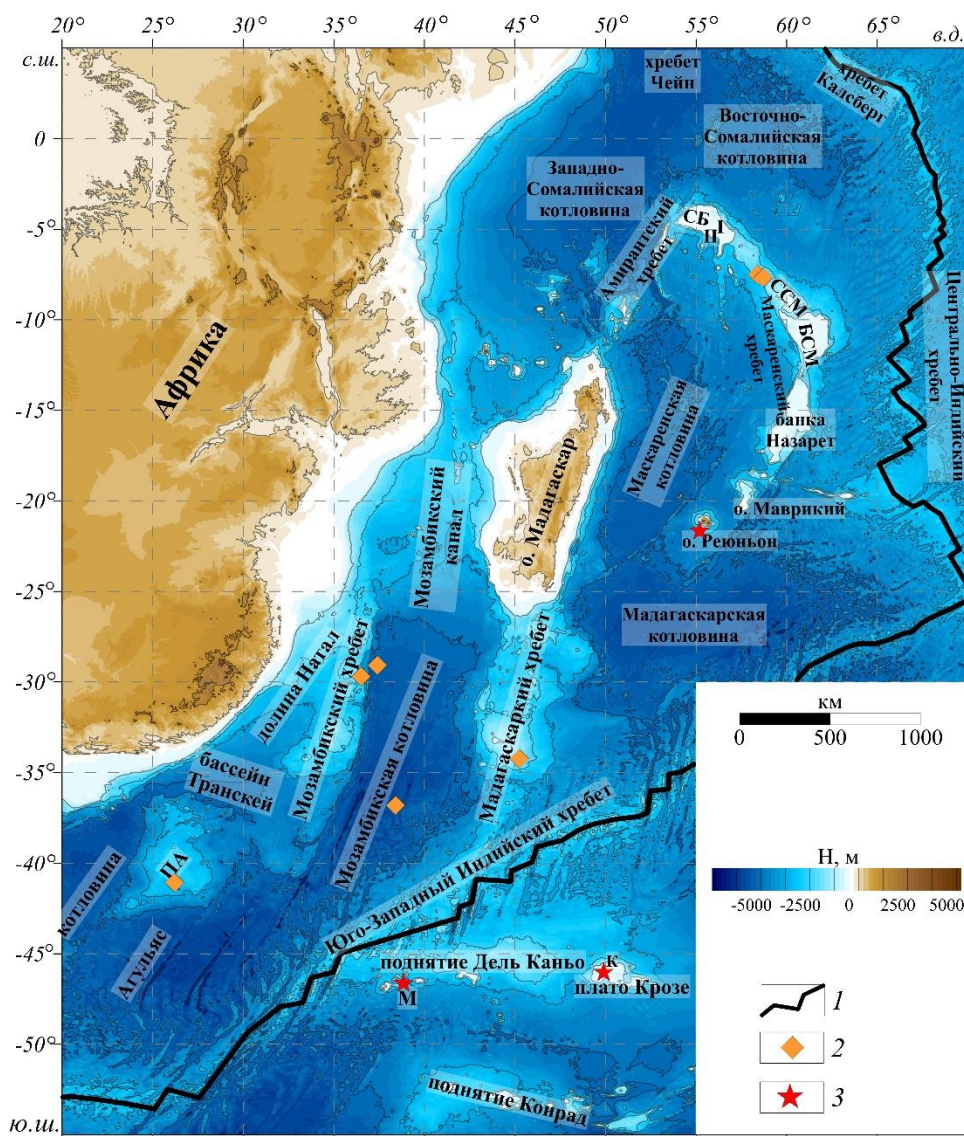 20° 25° 30° 35° 40° 45° 50° 55° 60° 65°
с.ш.
в.о.
хребет
Чейн
хребет
Кадсберг
Восточно-
Сомалийская
котловина
0
Западно-
Сомалийская
котловина
СБ
I
II
-5°
Амирантский
хребет
ССМ
БСМ
Маскаренский
хребет
Центрально-Индийский
хребет
-10°
Африка
-15°
Маскаренская
котловина
банка
Назарет
Мозамбикский
канал
о. Мадагаскар
-20°
о. Маврикий
о. Реюньон
-25°
Мадагаскарская
котловина
долина Натал
Мозамбикский хребет
Мозамбикская котловина
Мадагаскаркий хребет
-30°
км
0 500 1000
-35°
бассейн
Транскей
Юго-Западный Индийский хребет
ПА
-40°
котловина
Агульяс
Н, м
-5000 -2500 0 2500 5000
-45°
поднятие Дель Каньо
К
М
плато Крозе
1
-50°
2
поднятие Конрад
3
ю.ш.